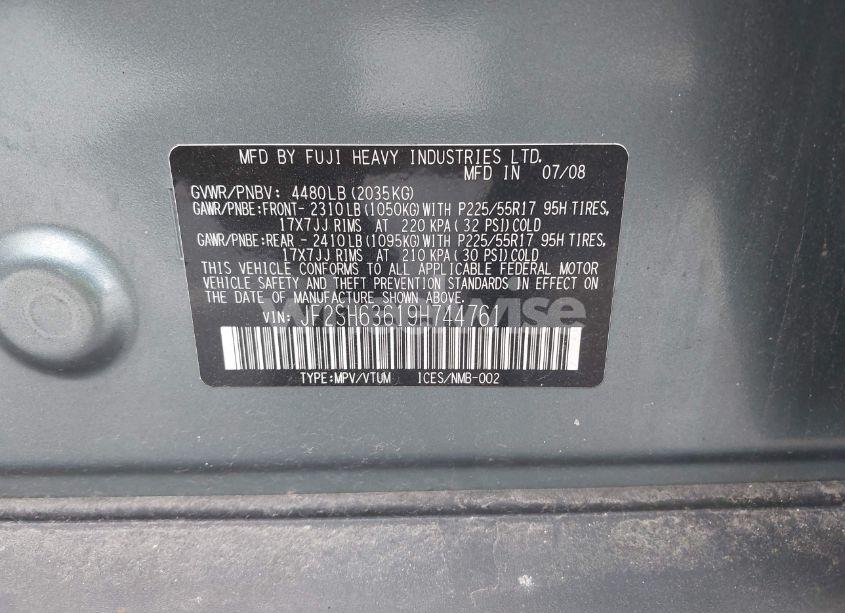 MFD BY FUJI HEAVY INDUSTRIES LTD.
MFD IN 07/08
GVWR/PNBV: 4480LB (2035KG)
GAWR/PNBE:FRONT- 2310LB (1050KG) WITH P225/55R17 95H TIRES,
17X7JJ RIMS AT 220 KPA (32 PSI) COLD
GAWR/PNBE:REAR - 2410LB (1095KG) WITH P225/55R17 95H TIRES,
17X7JJ RIMS AT 210 KPA (30 PSI) COLD
THIS VEHICLE CONFORMS TO ALL APPLICABLE FEDERAL MOTOR
VEHICLE SAFETY AND THEFT PREVENTION STANDARDS IN EFFECT ON
THE DATE OF MANUFACTURE SHOWN ABOVE.
VIN: JF2SH63619H744761
TYPE:MPV/VTUM ICES/NMB-002